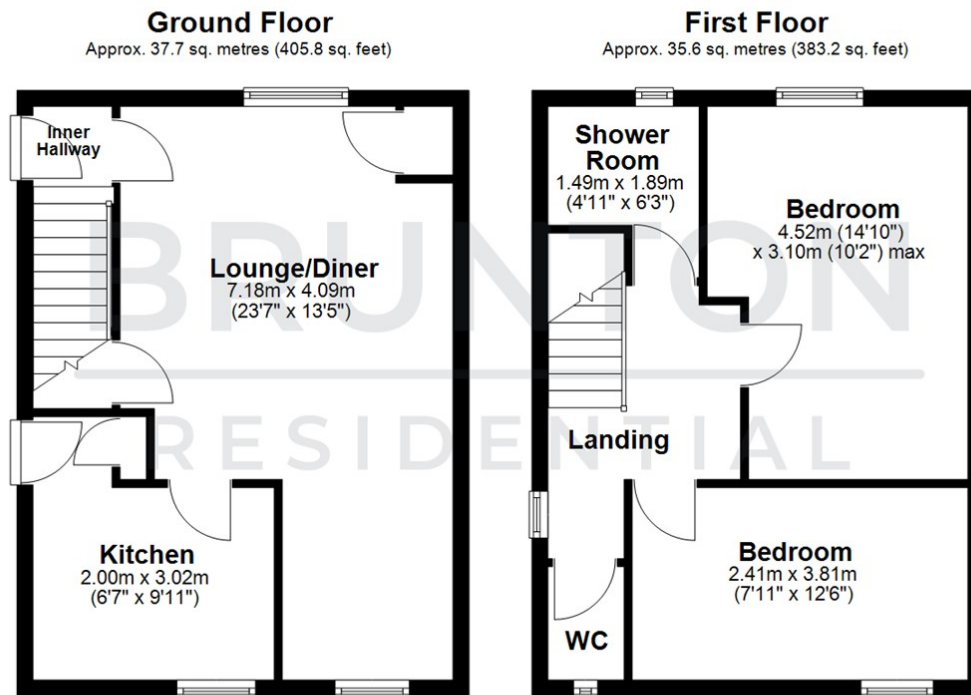 Ground Floor
Approx. 37.7 sq. metres (405.8 sq. feet)
Inner
Hallway
Lounge/Diner
7.18m x 4.09m
(23'7" x 13'5")
Kitchen
2.00m x 3.02m
(6'7" x 9'11")
First Floor
Approx. 35.6 sq. metres (383.2 sq. feet)
Shower
Room
1.49m x 1.89m
(4'11" x 6'3")
Bedroom
4.52m (14'10")
x 3.10m (10'2") max
Landing
Bedroom
2.41m x 3.81m
(7'11" x 12'6")
WC
BRUNTON
RESIDENTIAL